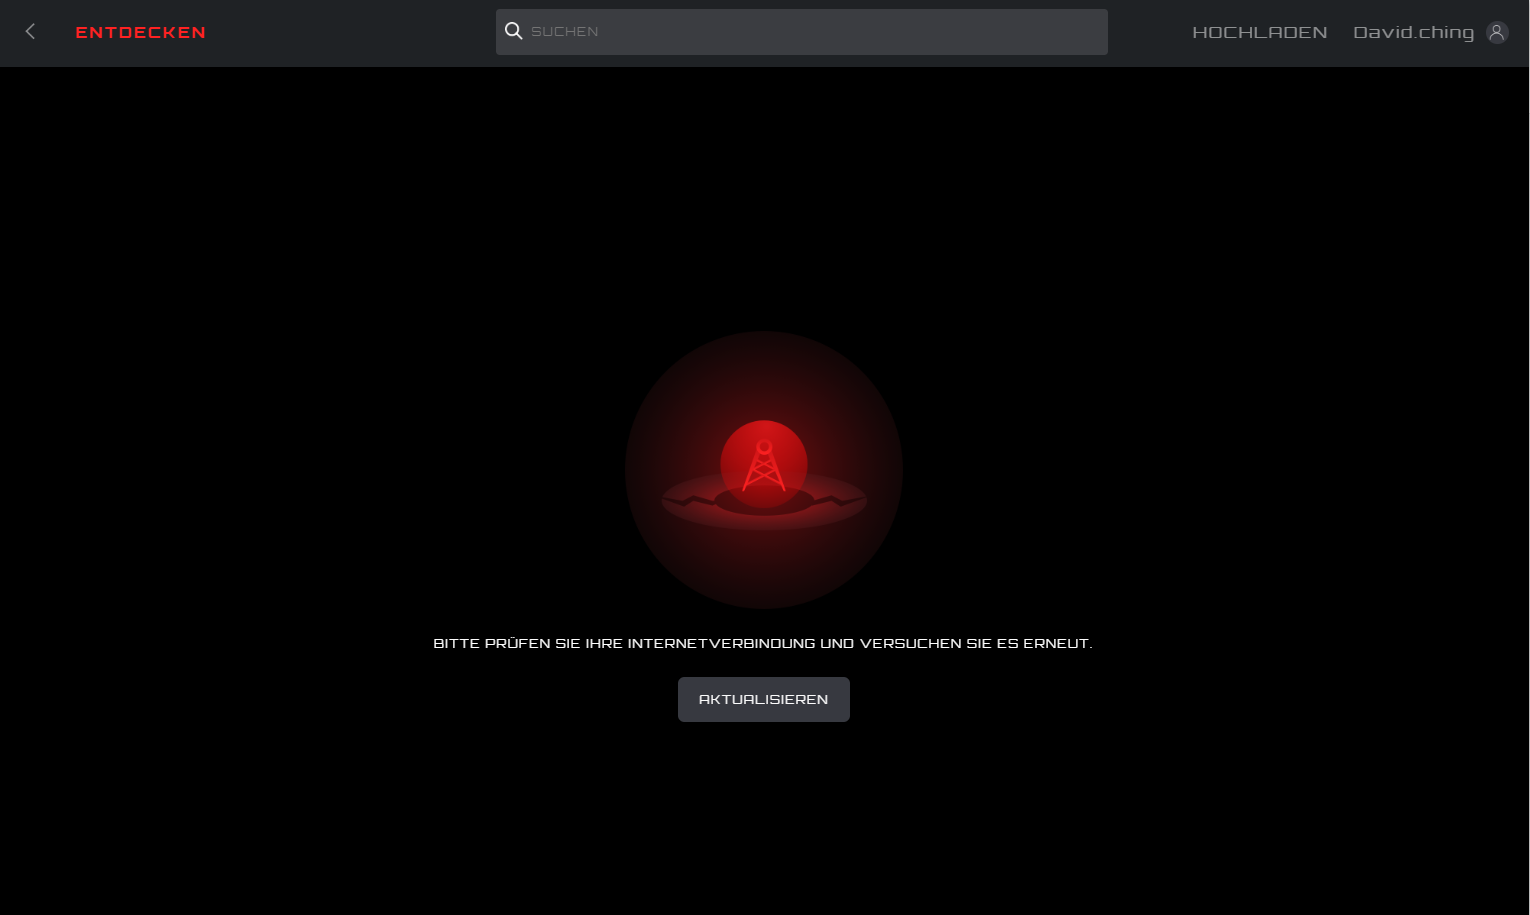 ENTDECKEN
SUCHEN
HOCHLADEN
David.ching
BITTE PRÜFEN SIE IHRE INTERNETVERBINDUNG UND VERSUCHEN SIE ES ERNEUT.
AKTUALISIEREN